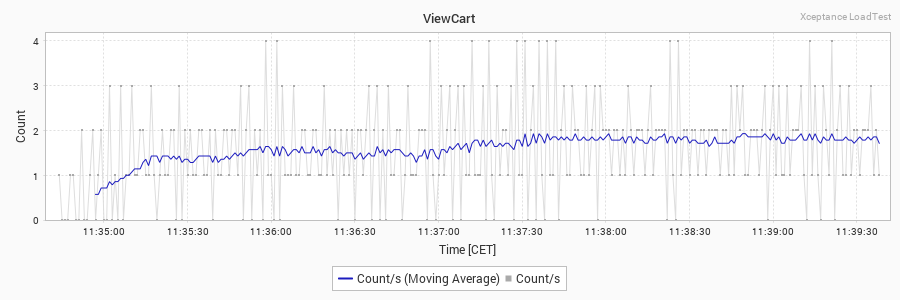 ViewCart
Xceptance LoadTest
Count
4
3
2
1
0
11:35:00 11:35:30 11:36:00 11:36:30 11:37:00 11:37:30 11:38:00 11:38:30 11:39:00 11:39:30
Time [CET]
Count/s (Moving Average) Count/s